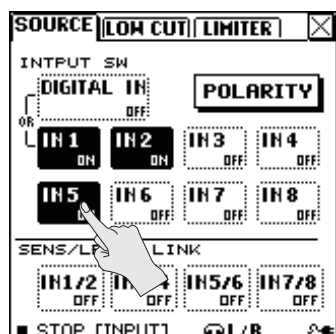 SOURCE LOW CUT LIMITER
INTPUT SW
DIGITAL IN
OFF
POLARITY
OR
IN 1 IN 2 IN 3 IN 4
ON ON OFF OFF
IN 5 IN 6 IN 7 IN 8
OFF OFF OFF
SENS/L LINK
IN1/2 IN5/6 IN7/8
OFF OFF OFF OFF
STOP [INPUT] L/R